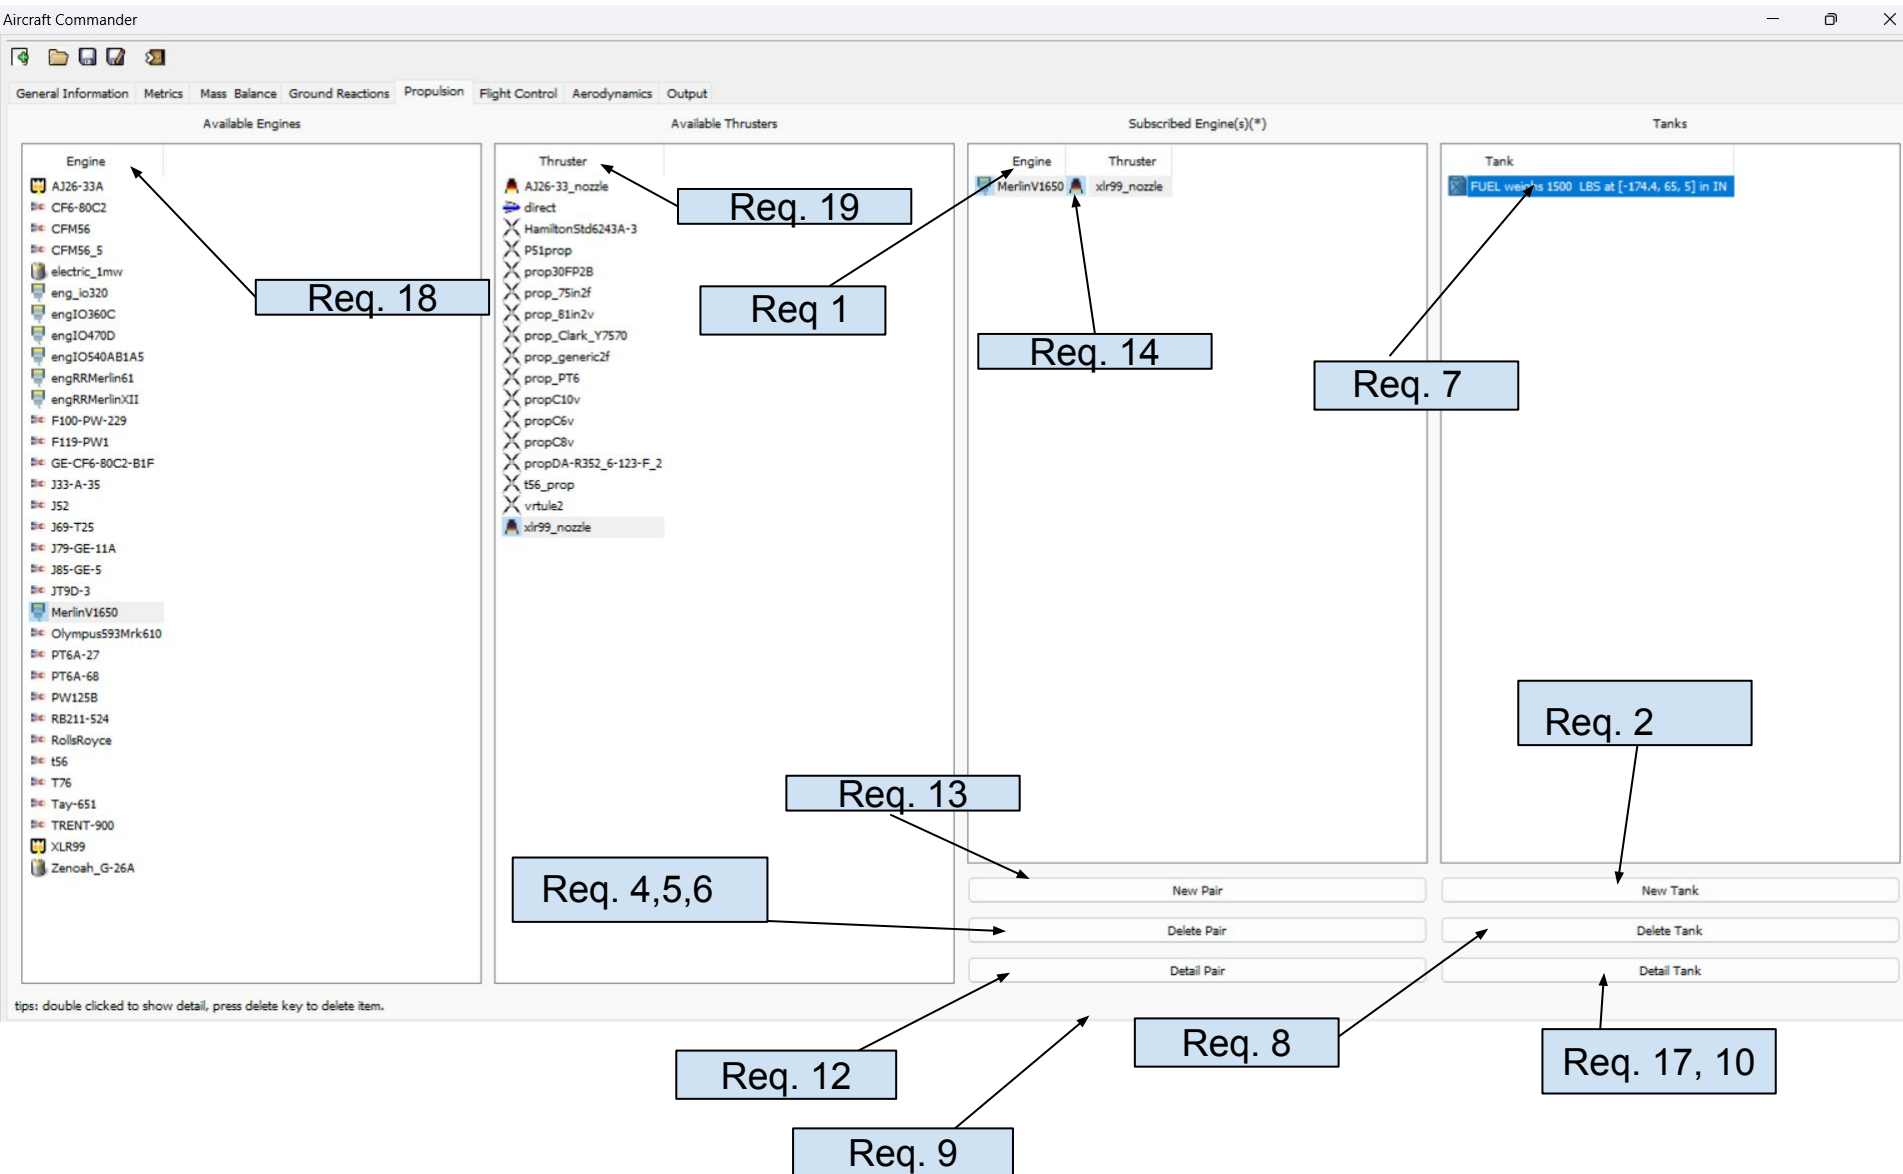 Aircraft Commander
General Information Metrics Mass Balance Ground Reactions Propulsion Flight Control Aerodynamics Output
Available Engines
Engine
AJ26-33A
CF6-80C2
CFM56
CFM56_5
electric_1mw
eng_io320
engIO360C
engIO470D
engIO540AB1A5
engRRMerlin61
engRRMerlinXII
F100-PW-229
F119-PW1
GE-CF6-80C2-B1F
J33-A-35
J52
J69-T25
J79-GE-11A
J85-GE-5
JT9D-3
MerlinV1650
Olympus593Mrk610
PT6A-27
PT6A-68
PW125B
RB211-524
RollsRoyce
t56
T76
Tay-651
TRENT-900
XLR99
Zenoah_G-26A
Req. 18
Available Thrusters
Thruster
AJ26-33_nozzle
direct
HamiltonStd6243A-3
P51prop
prop30FP2B
prop_75in2f
prop_81in2v
prop_Clark_Y7570
prop_generic2f
prop_PT6
propC10v
propC6v
propC8v
propDA-R352_6-123-F_2
t56_prop
vrtule2
xlr99_nozzle
Req. 19
Req 1
Subscribed Engine(s)(*)
Engine Thruster
MerlinV1650 xlr99_nozzle
Req. 14
Tanks
Tank
FUEL weighs 1500 LBS at [-174.4, 65, 5] in IN
Req. 7
Req. 2
Req. 13
Req. 4,5,6
New Pair
Delete Pair
Detail Pair
New Tank
Delete Tank
Detail Tank
tips: double clicked to show detail, press delete key to delete item.
Req. 12
Req. 9
Req. 8
Req. 17, 10